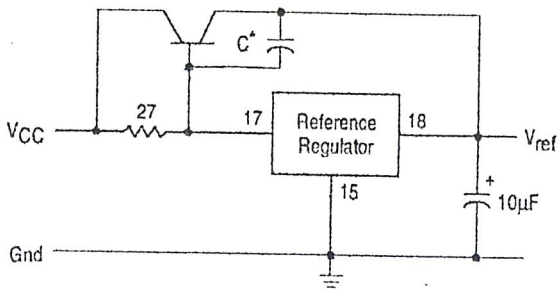 C*
27
17
Reference
Regulator
18
VCC
Vref
15
+
10µF
Gnd